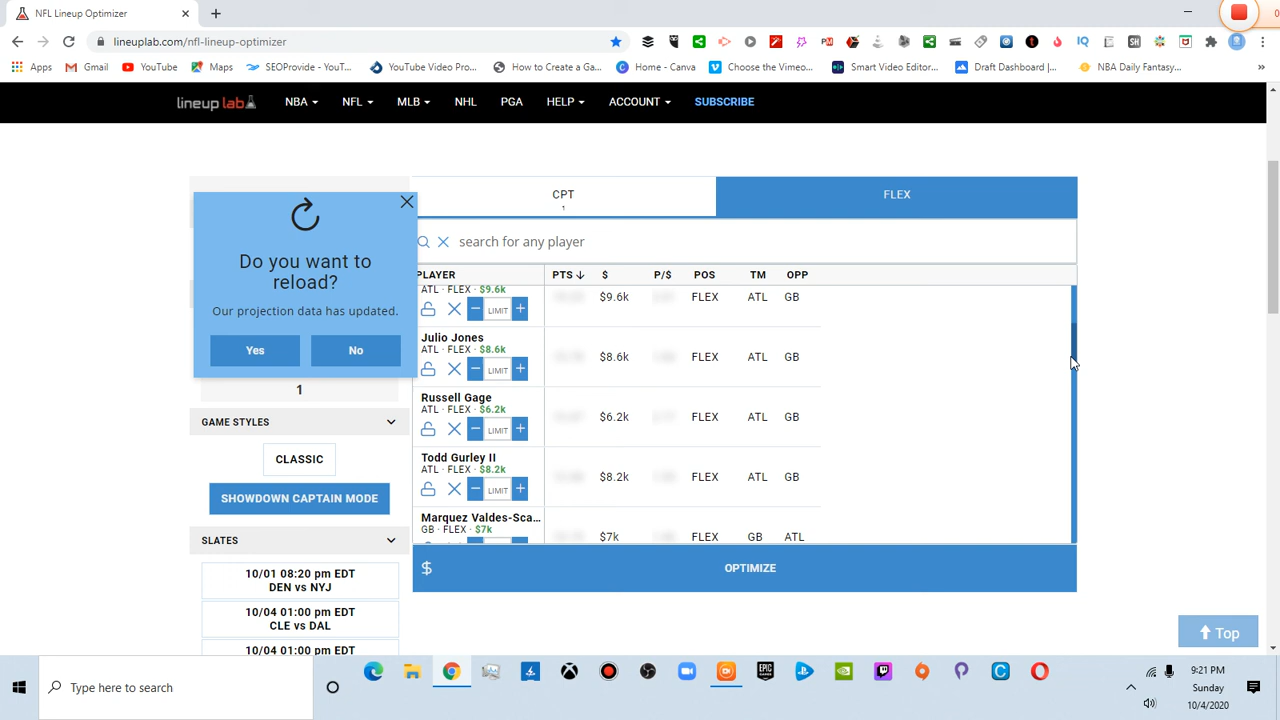 NFL Lineup Optimizer
lineuplab.com/nfl-lineup-optimizer
Apps Gmail YouTube Maps SEOProvide - YouT... YouTube Video Pro... How to Create a Ga... Home - Canva Choose the Vimeo... Smart Video Editor... Draft Dashboard |... NBA Daily Fantasy...
lineup lab NBA NFL MLB NHL PGA HELP ACCOUNT SUBSCRIBE
CPT
1
FLEX
search for any player
PLAYER PTS $ P/$ POS TM OPP
ATL · FLEX · $9.6k
LIMIT
$9.6k FLEX ATL GB
Julio Jones
ATL · FLEX · $8.6k
LIMIT
$8.6k FLEX ATL GB
Russell Gage
ATL · FLEX · $6.2k
LIMIT
$6.2k FLEX ATL GB
Todd Gurley II
ATL · FLEX · $8.2k
LIMIT
$8.2k FLEX ATL GB
Marquez Valdes-Sca...
GB · FLEX · $7k
$7k FLEX GB ATL
$ OPTIMIZE
Do you want to
reload?
Our projection data has updated.
Yes No
1
GAME STYLES
CLASSIC
SHOWDOWN CAPTAIN MODE
SLATES
10/01 08:20 pm EDT
DEN vs NYJ
10/04 01:00 pm EDT
CLE vs DAL
10/04 01:00 pm EDT
Top
Type here to search
9:21 PM
Sunday
10/4/2020